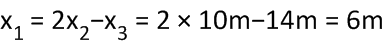 x₁ = 2x₂−x₃ = 2 × 10m−14m = 6m